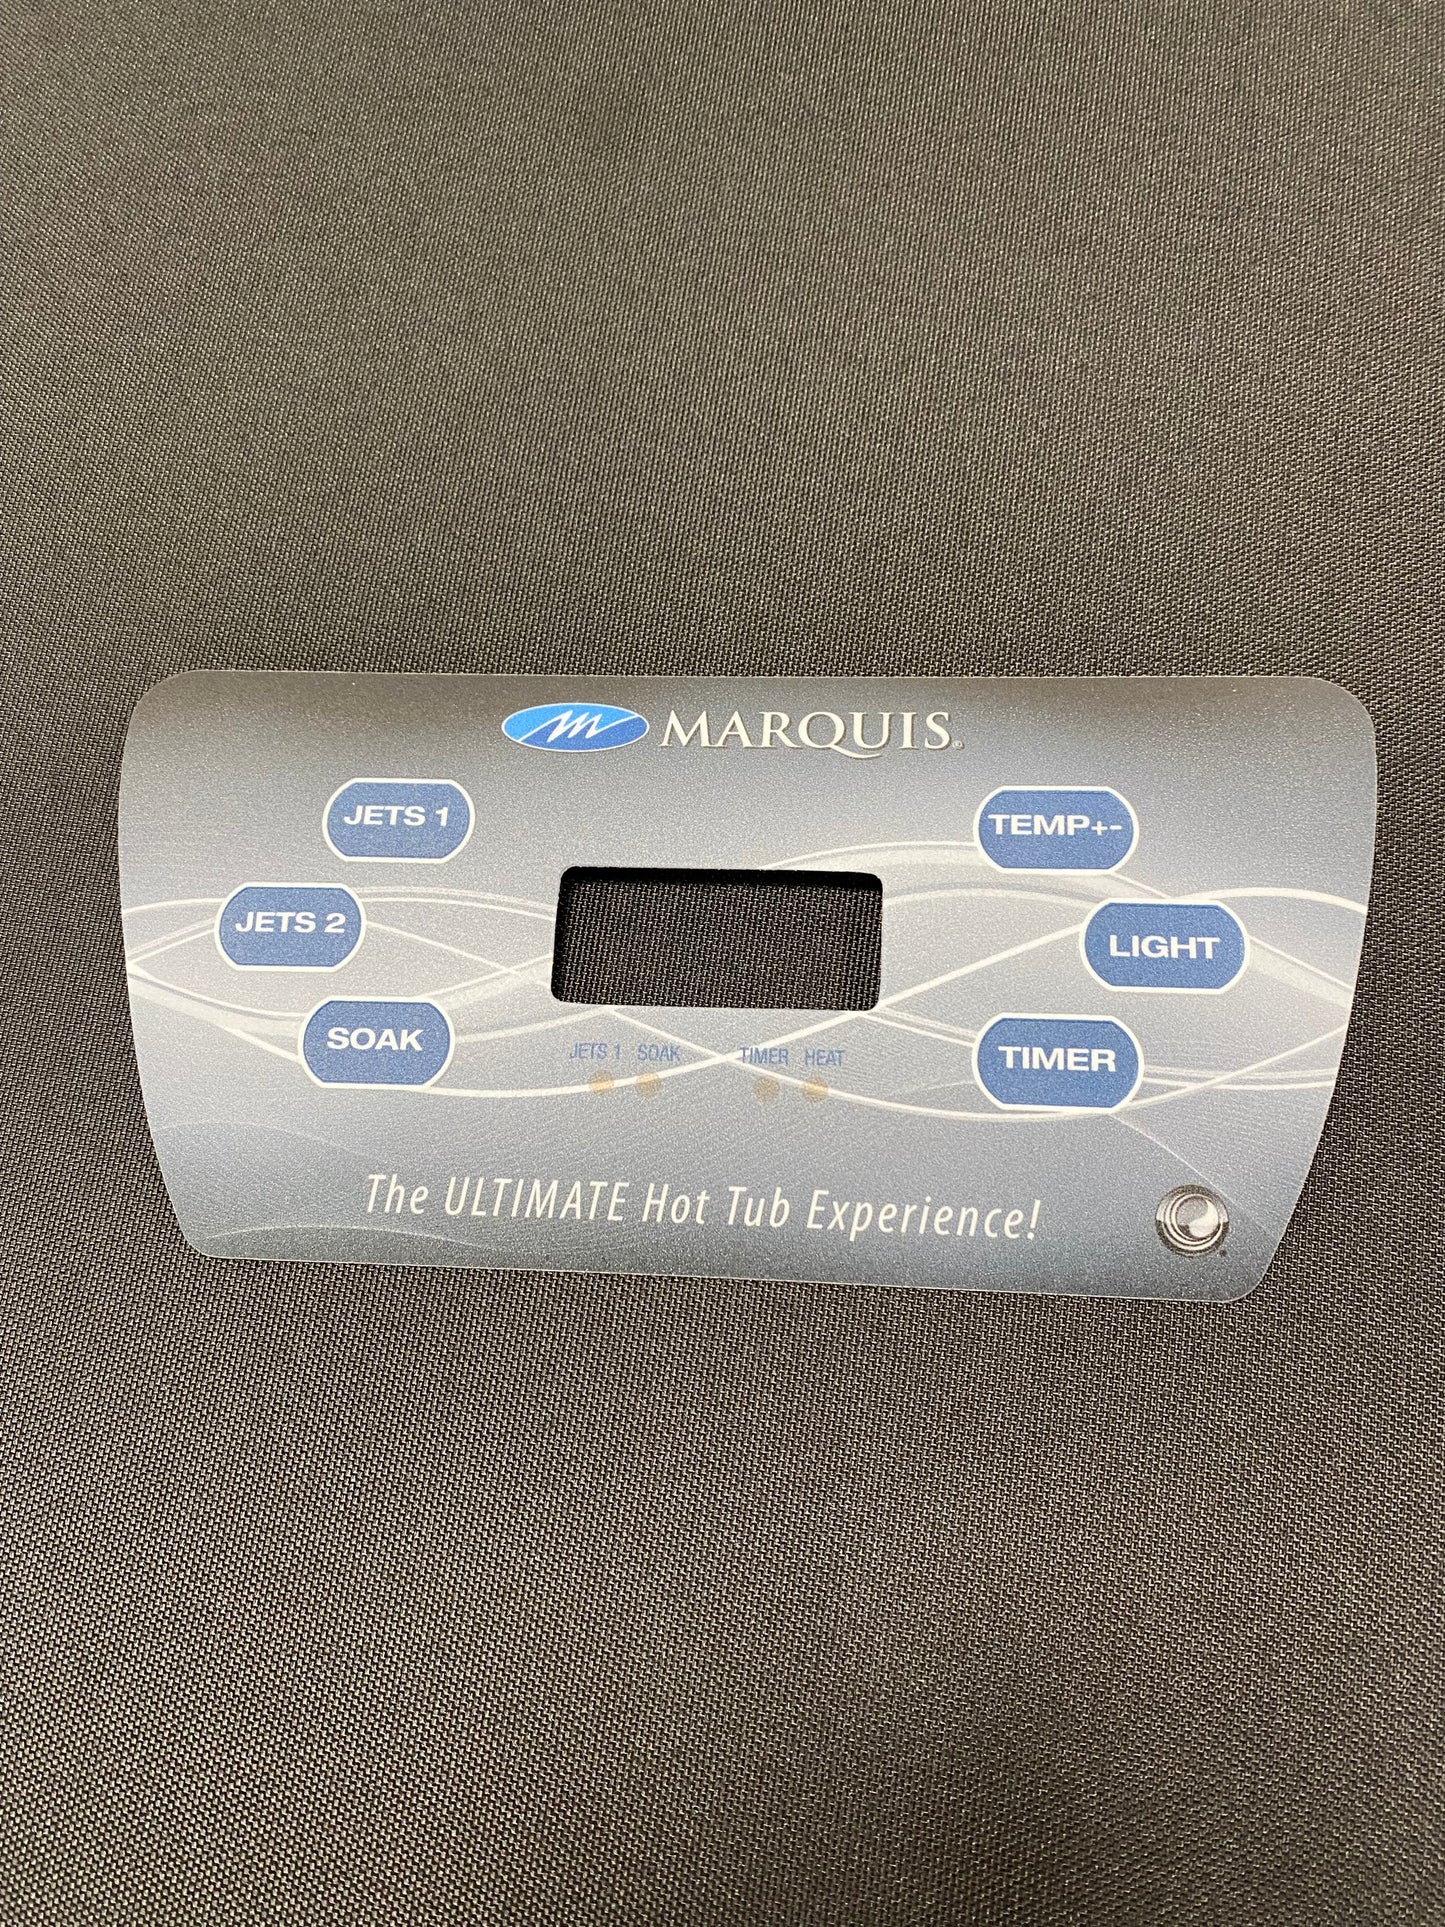 MARQUIS®
JETS 1
TEMP+-
JETS 2
LIGHT
SOAK
TIMER
JETS 1 SOAK TIMER HEAT
The ULTIMATE Hot Tub Experience!